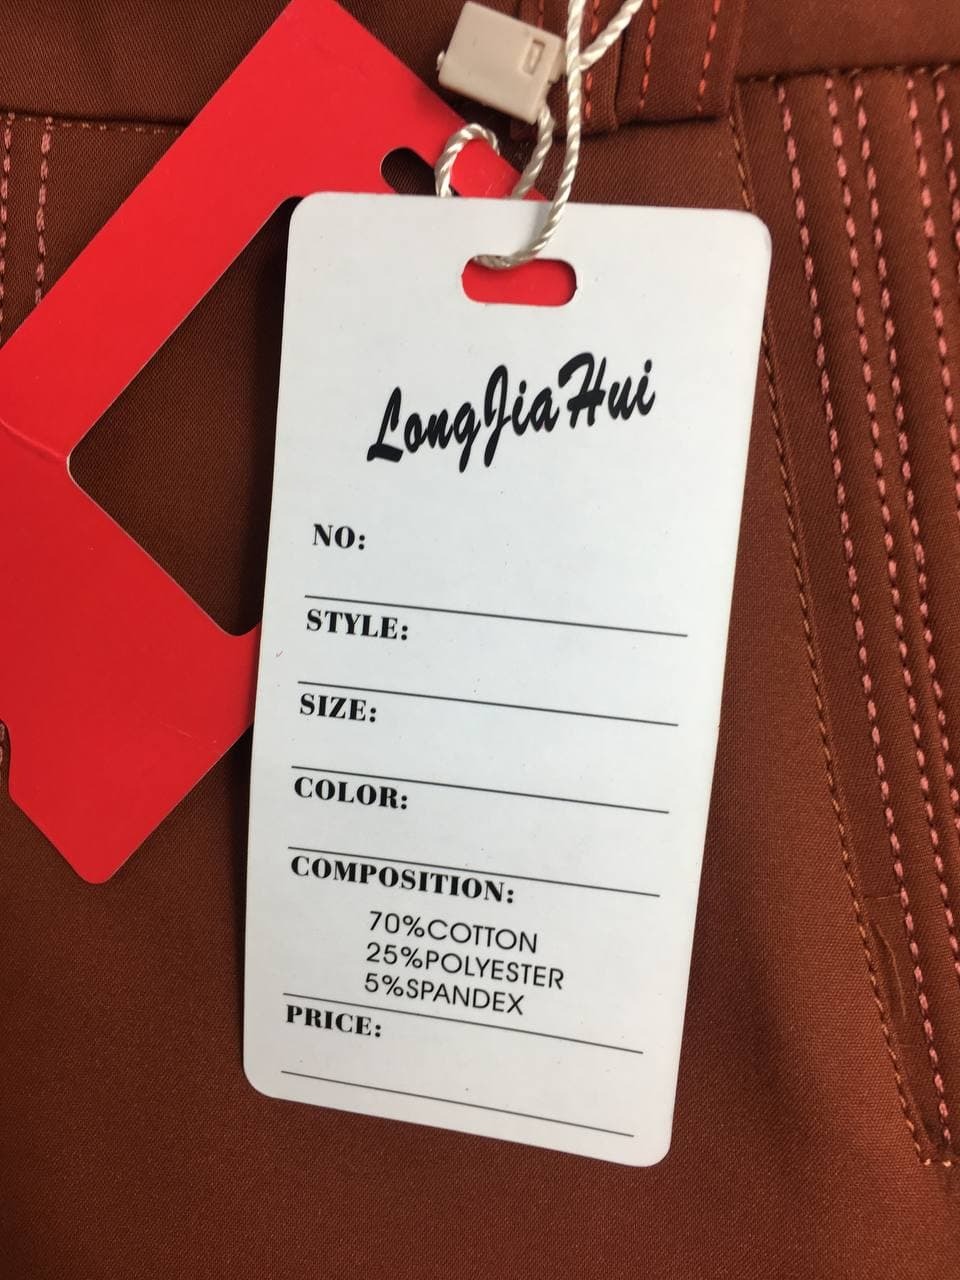 LongJiaHui
NO:
STYLE:
SIZE:
COLOR:
COMPOSITION:
70%COTTON
25%POLYESTER
5%SPANDEX
PRICE: